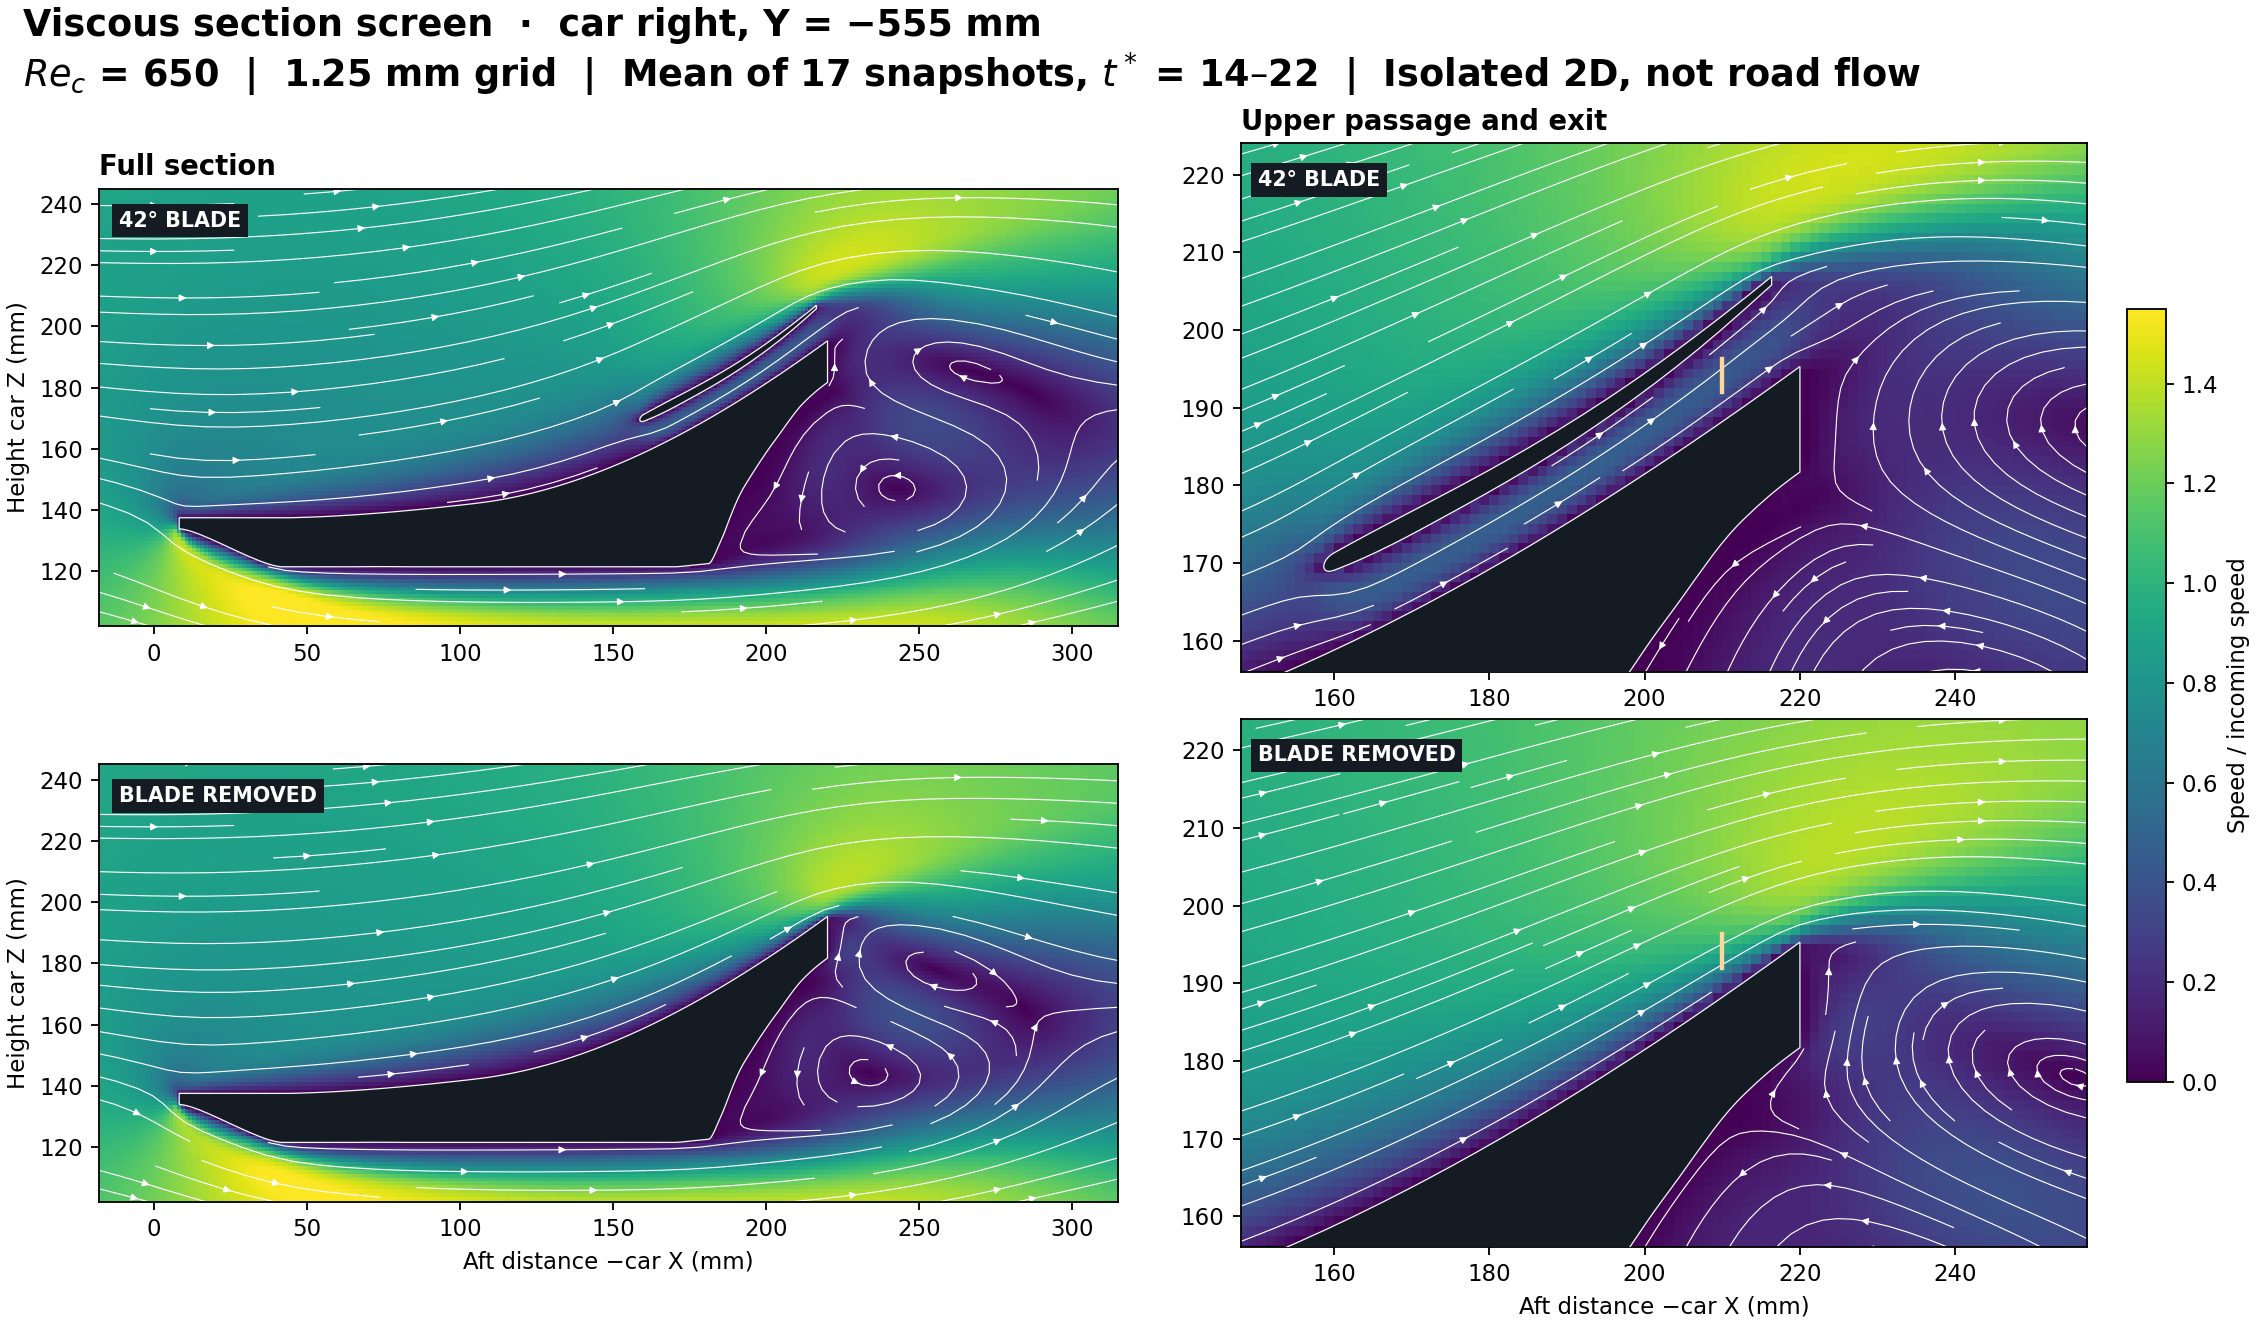 Viscous section screen · car right, Y = −555 mm
Re_c = 650 | 1.25 mm grid | Mean of 17 snapshots, t* = 14–22 | Isolated 2D, not road flow
Full section
42° BLADE
240
220
200
180
160
140
120
Height car Z (mm)
0 50 100 150 200 250 300
Upper passage and exit
42° BLADE
220
210
200
190
180
170
160
160 180 200 220 240
BLADE REMOVED
240
220
200
180
160
140
120
Height car Z (mm)
0 50 100 150 200 250 300
Aft distance −car X (mm)
BLADE REMOVED
220
210
200
190
180
170
160
160 180 200 220 240
Aft distance −car X (mm)
1.4
1.2
1.0
0.8
0.6
0.4
0.2
0.0
Speed / incoming speed